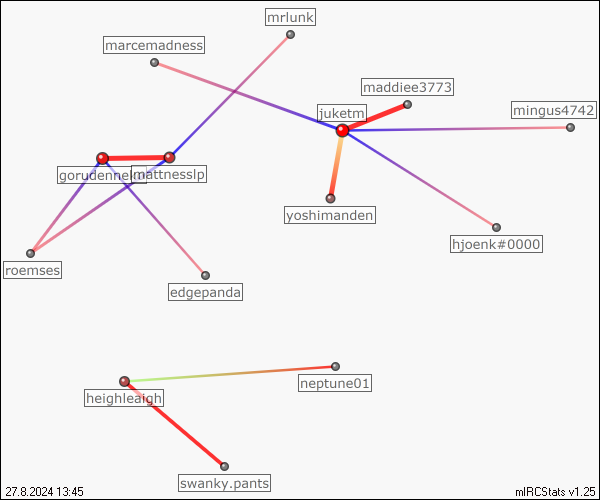 mrlunk
marcemadness
maddiee3773
juketm
mingus4742
mattnesslp
yoshimanden
hjoenk#0000
roemses
edgepanda
neptune01
heighleaigh
swanky.pants
27.8.2024 13:45
mIRCStats v1.25